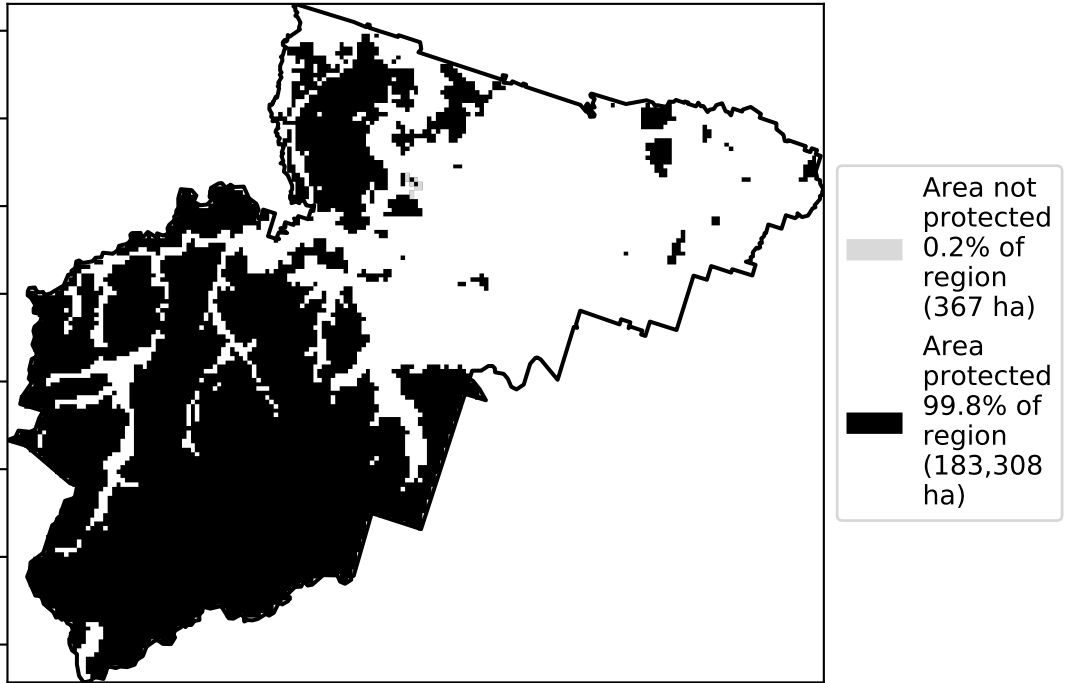 Area not
protected
0.2% of
region
(367 ha)
Area
protected
99.8% of
region
(183,308
ha)